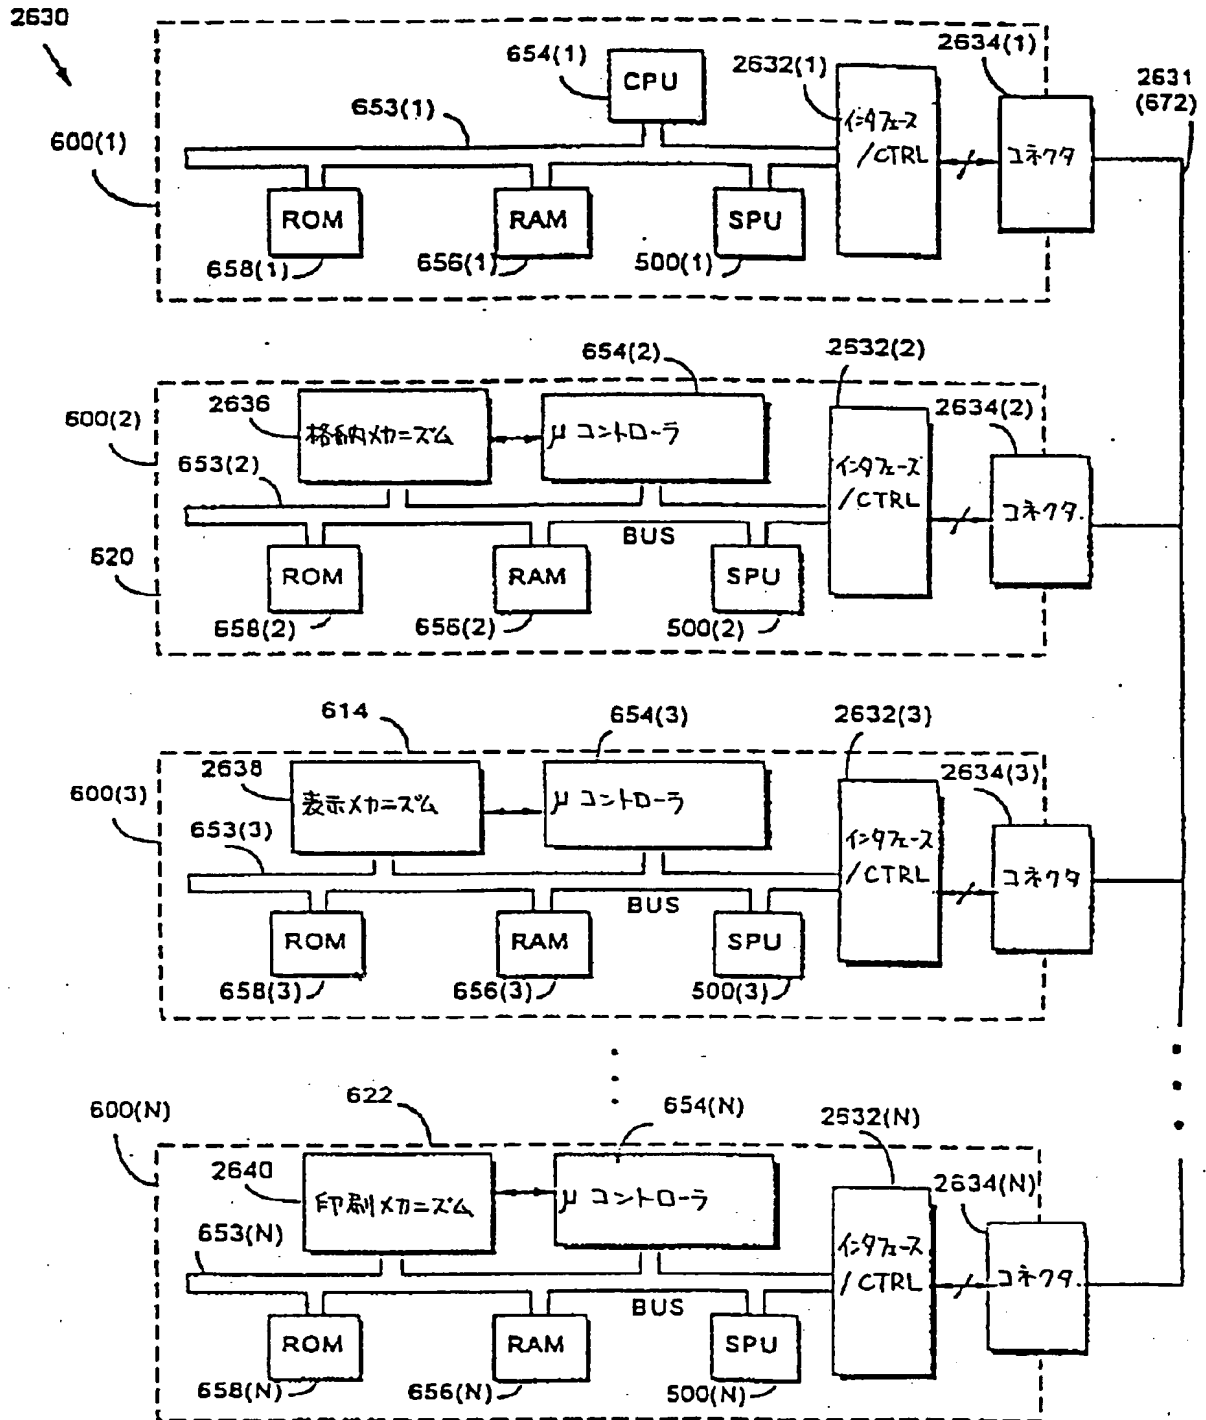 2630
600(1)
653(1)
654(1)
CPU
2632(1)
インタフェース
/CTRL
2634(1)
コネクタ
2631
(672)
ROM
658(1)
RAM
656(1)
SPU
500(1)
600(2)
620
2636
格納メカニズム
654(2)
μコントローラ
653(2)
BUS
2632(2)
インタフェーズ
/CTRL
2634(2)
コネクタ.
ROM
658(2)
RAM
656(2)
SPU
500(2)
600(3)
614
2638
表示メカニズム
654(3)
μコントローラ
653(3)
BUS
2632(3)
インタフェース
/CTRL
2634(3)
コネクタ
ROM
658(3)
RAM
656(3)
SPU
500(3)
600(N)
622
2640
印刷メカニズム
654(N)
μコントローラ
653(N)
BUS
2632(N)
インタフェース
/CTRL
2634(N)
コネクタ
ROM
658(N)
RAM
656(N)
SPU
500(N)